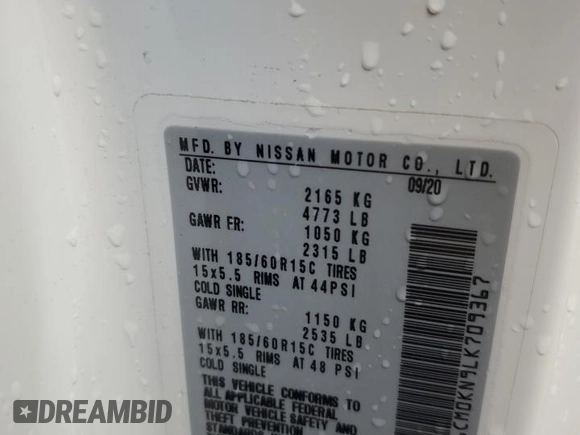 MFD. BY NISSAN MOTOR CO., LTD.
DATE: 09/20
GVWR: 2165 KG
4773 LB
GAWR FR: 1050 KG
2315 LB
WITH 185/60R15C TIRES
15x5.5 RIMS AT 44PSI
COLD SINGLE
GAWR RR: 1150 KG
2535 LB
WITH 185/60R15C TIRES
15x5.5 RIMS AT 48 PSI
COLD SINGLE
THIS VEHICLE CONFORMS TO
ALL APPLICABLE FEDERAL
MOTOR VEHICLE SAFETY AND
THEFT PREVENTION
STANDARDS
CM0KN9LK709367
DREAMBID